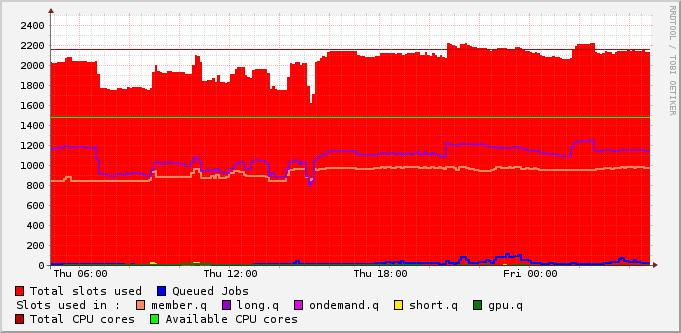 2400
2200
2000
1800
1600
1400
1200
1000
800
600
400
200
0
Thu 06:00 Thu 12:00 Thu 18:00 Fri 00:00
RRDTOOL / TOBI OETIKER
Total slots used Queued Jobs
Slots used in : member.q long.q ondemand.q short.q gpu.q
Total CPU cores Available CPU cores